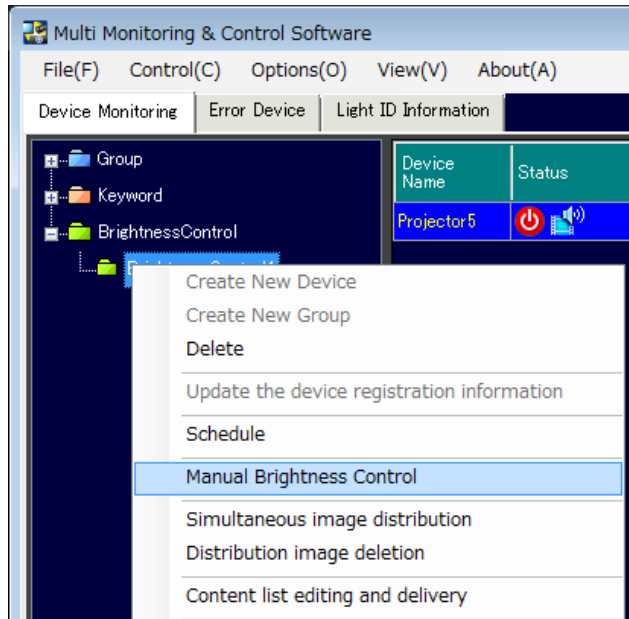 Multi Monitoring & Control Software
File(F) Control(C) Options(O) View(V) About(A)
Device Monitoring Error Device Light ID Information
Group
Keyword
BrightnessControl
Device Name Status
Projector5
Create New Device
Create New Group
Delete
Update the device registration information
Schedule
Manual Brightness Control
Simultaneous image distribution
Distribution image deletion
Content list editing and delivery